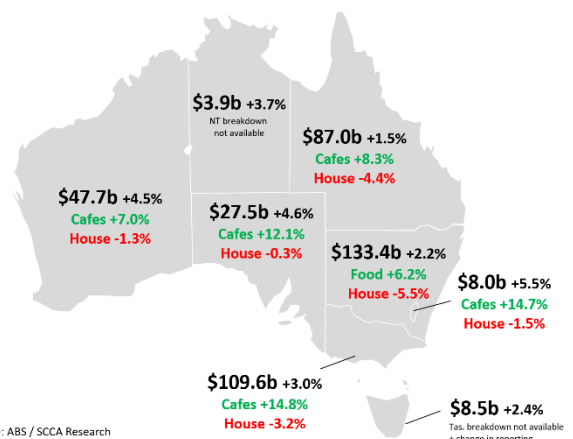 $3.9b +3.7%
NT breakdown
not available
$87.0b +1.5%
Cafes +8.3%
House -4.4%
$47.7b +4.5%
Cafes +7.0%
House -1.3%
$27.5b +4.6%
Cafes +12.1%
House -0.3%
$133.4b +2.2%
Food +6.2%
House -5.5%
$8.0b +5.5%
Cafes +14.7%
House -1.5%
$109.6b +3.0%
Cafes +14.8%
House -3.2%
$8.5b +2.4%
Tas. breakdown not available
+ change in reporting
: ABS / SCCA Research